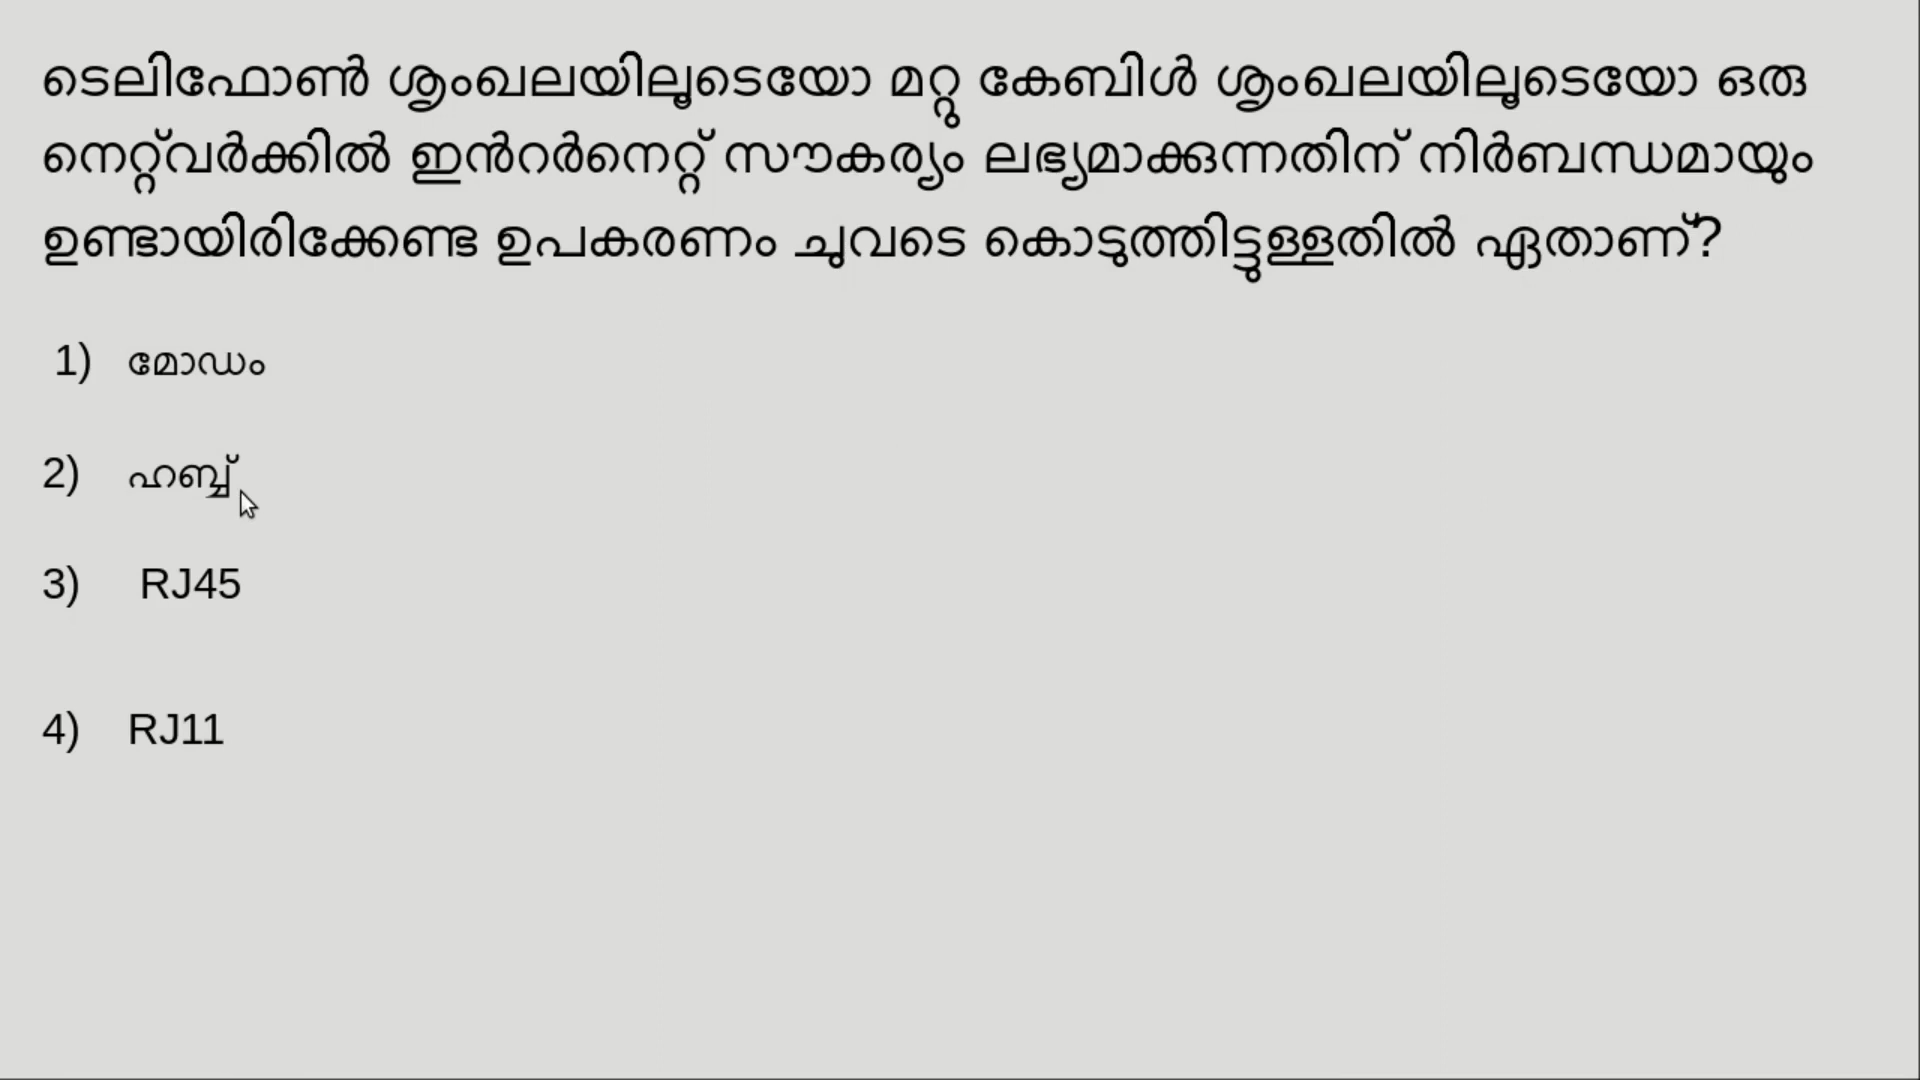 ടെലിഫോൺ ശൃംഖലയിലൂടെയോ മറ്റു കേബിൾ ശൃംഖലയിലൂടെയോ ഒരു
നെറ്റ്‌വർക്കിൽ ഇൻറർനെറ്റ് സൗകര്യം ലഭ്യമാക്കുന്നതിന് നിർബന്ധമായും
ഉണ്ടായിരിക്കേണ്ട ഉപകരണം ചുവടെ കൊടുത്തിട്ടുള്ളതിൽ ഏതാണ്?
1) മോഡം
2) ഹബ്ബ്
3) RJ45
4) RJ11